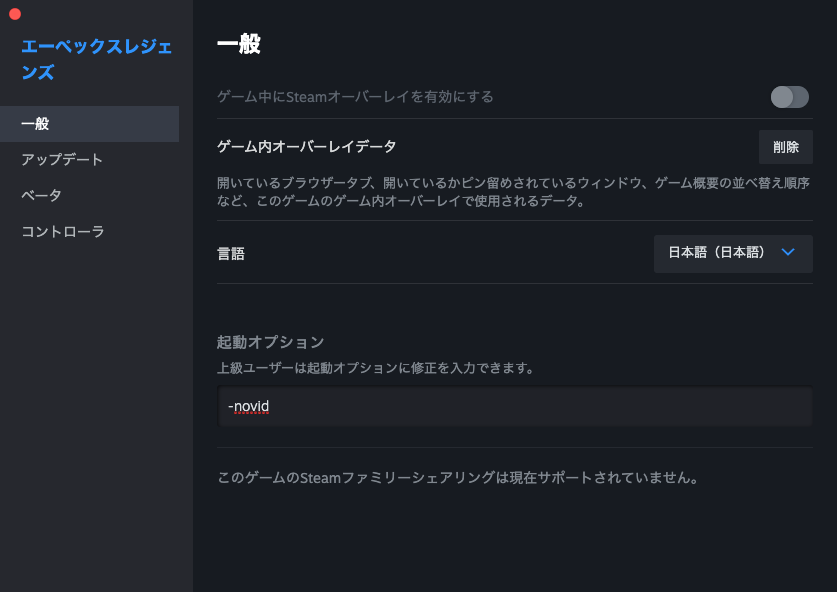 エーペックスレジェ
ンズ
一般
アップデート
ベータ
コントローラ
一般
ゲーム中にSteamオーバーレイを有効にする
ゲーム内オーバーレイデータ
削除
開いているブラウザータブ、開いているかピン留めされているウィンドウ、ゲーム概要の並べ替え順序
など、このゲームのゲーム内オーバーレイで使用されるデータ。
言語
日本語（日本語）
起動オプション
上級ユーザーは起動オプションに修正を入力できます。
-novid
このゲームのSteamファミリーシェアリングは現在サポートされていません。